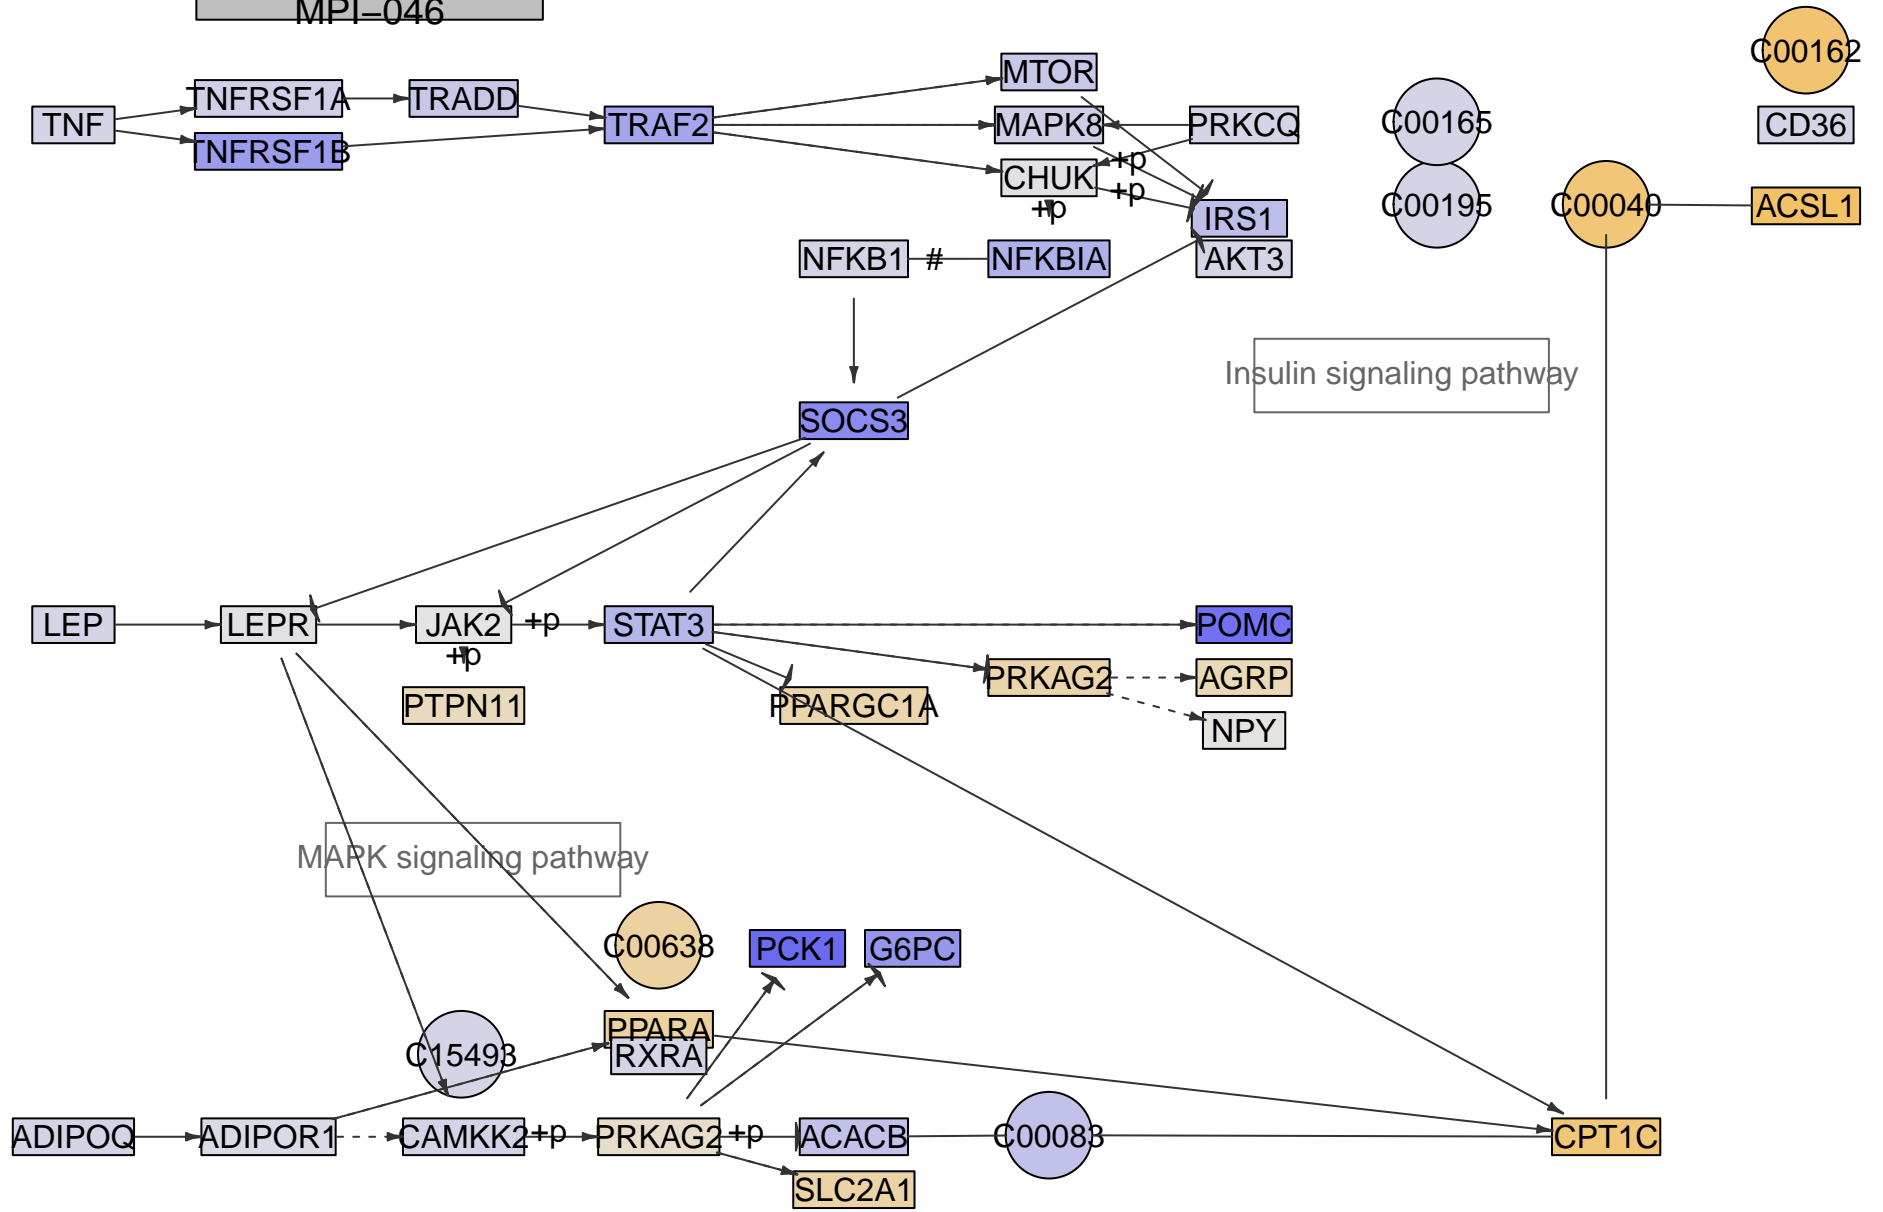 MPI−046
C00162
TNFRSF1A
TRADD
MTOR
TNF
TRAF2
MAPK8
PRKCQ
C00165
CD36
TNFRSF1B
+p
CHUK
+p
+p
IRS1
C00195
C00040
ACSL1
NFKB1
#
NFKBIA
AKT3
Insulin signaling pathway
SOCS3
LEP
LEPR
JAK2
+p
STAT3
POMC
+p
PTPN11
PPARGC1A
PRKAG2
AGRP
NPY
MAPK signaling pathway
C00638
PCK1
G6PC
PPARA
C15493
RXRA
ADIPOQ
ADIPOR1
CAMKK2
+p
PRKAG2
+p
ACACB
C00083
CPT1C
SLC2A1